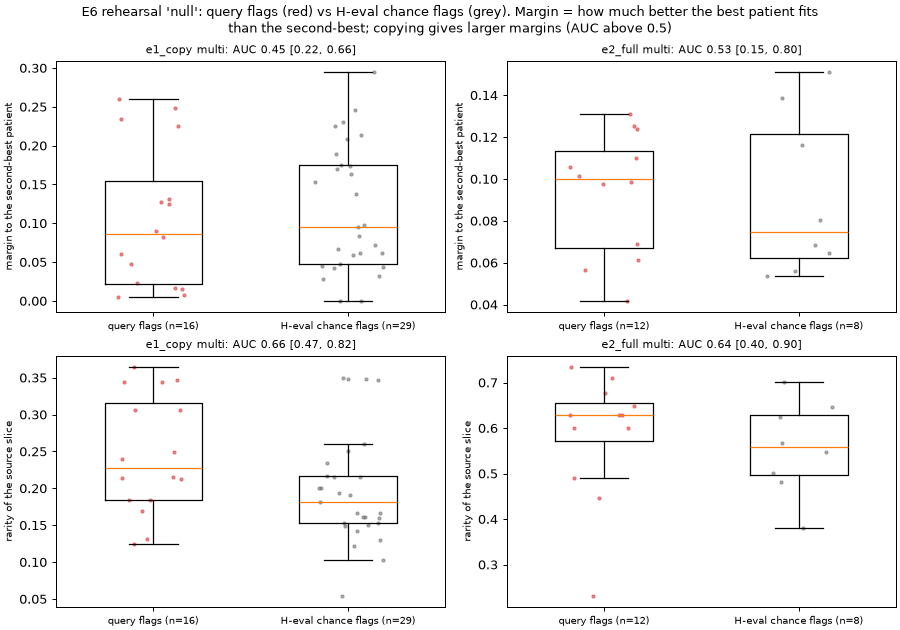 E6 rehearsal 'null': query flags (red) vs H-eval chance flags (grey). Margin = how much better the best patient fits
than the second-best; copying gives larger margins (AUC above 0.5)
e1_copy multi: AUC 0.45 [0.22, 0.66]
0.30
0.25
0.20
0.15
0.10
0.05
0.00
margin to the second-best patient
query flags (n=16)
H-eval chance flags (n=29)
e2_full multi: AUC 0.53 [0.15, 0.80]
0.14
0.12
0.10
0.08
0.06
0.04
margin to the second-best patient
query flags (n=12)
H-eval chance flags (n=8)
e1_copy multi: AUC 0.66 [0.47, 0.82]
0.35
0.30
0.25
0.20
0.15
0.10
0.05
rarity of the source slice
query flags (n=16)
H-eval chance flags (n=29)
e2_full multi: AUC 0.64 [0.40, 0.90]
0.7
0.6
0.5
0.4
0.3
rarity of the source slice
query flags (n=12)
H-eval chance flags (n=8)